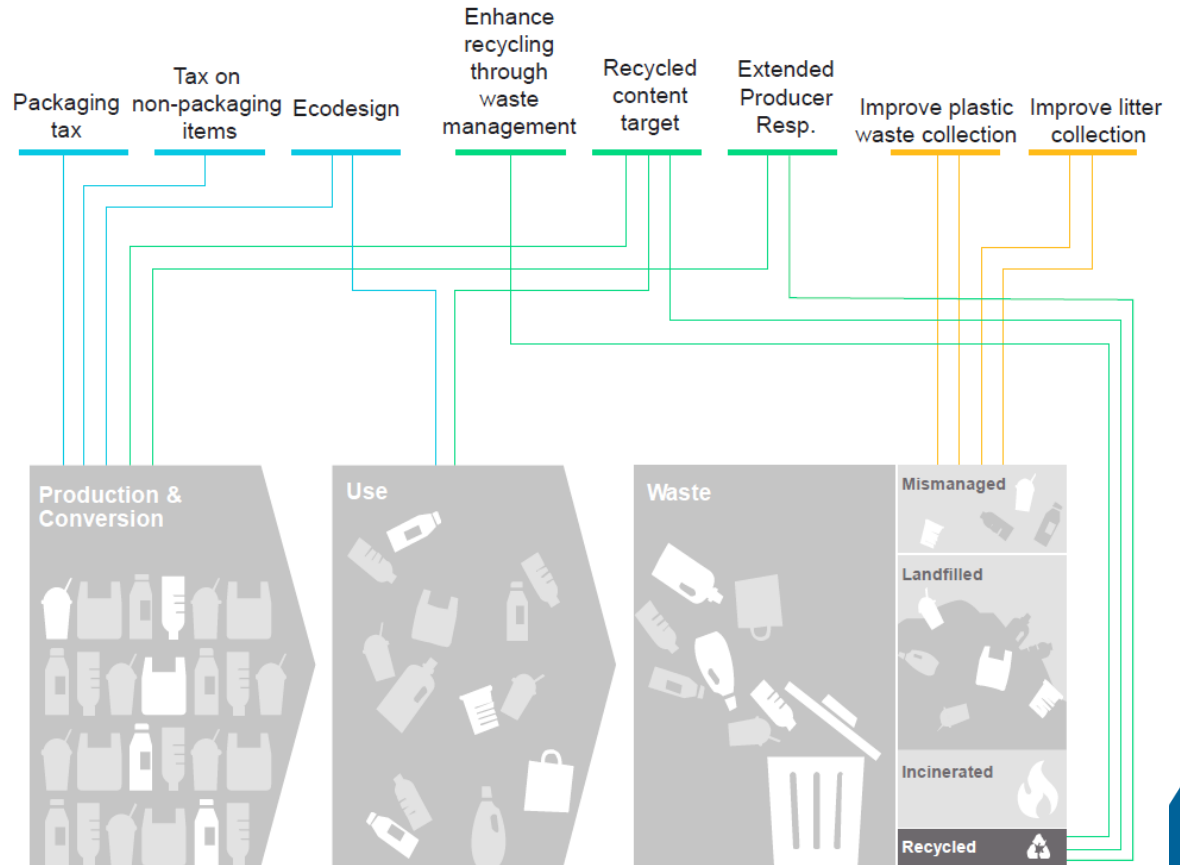 Packaging
tax
Tax on
non-packaging
items
Ecodesign
Enhance
recycling
through
waste
management
Recycled
content
target
Extended
Producer
Resp.
Improve plastic
waste collection
Improve litter
collection
Production &
Conversion
Use
Waste
Mismanaged
Landfilled
Incinerated
Recycled